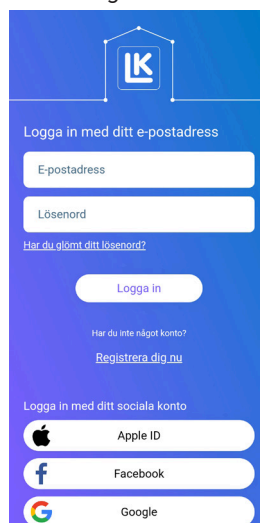 LK
Logga in med ditt e-postadress
E-postadress
Lösenord
Har du glömt ditt lösenord?
Logga in
Har du inte något konto?
Registrera dig nu
Logga in med ditt sociala konto
Apple ID
Facebook
Google